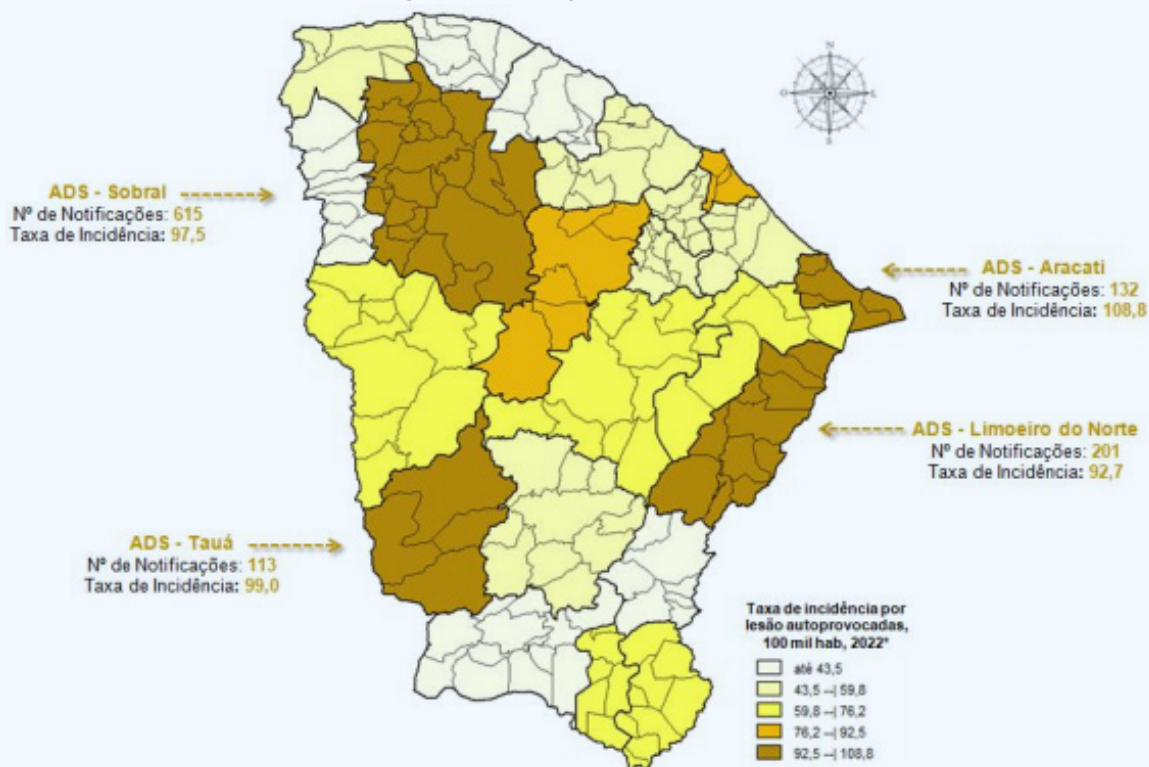 N
O
L
S
ADS - Sobral
Nº de Notificações: 615
Taxa de Incidência: 97,5
ADS - Aracati
Nº de Notificações: 132
Taxa de Incidência: 108,8
ADS - Limoeiro do Norte
Nº de Notificações: 201
Taxa de Incidência: 92,7
ADS - Tauá
Nº de Notificações: 113
Taxa de Incidência: 99,0
Taxa de incidência por
lesão autoprovocadas,
100 mil hab, 2022*
até 43,5
43,5 --| 59,8
59,8 --| 76,2
76,2 --| 92,5
92,5 --| 108,8